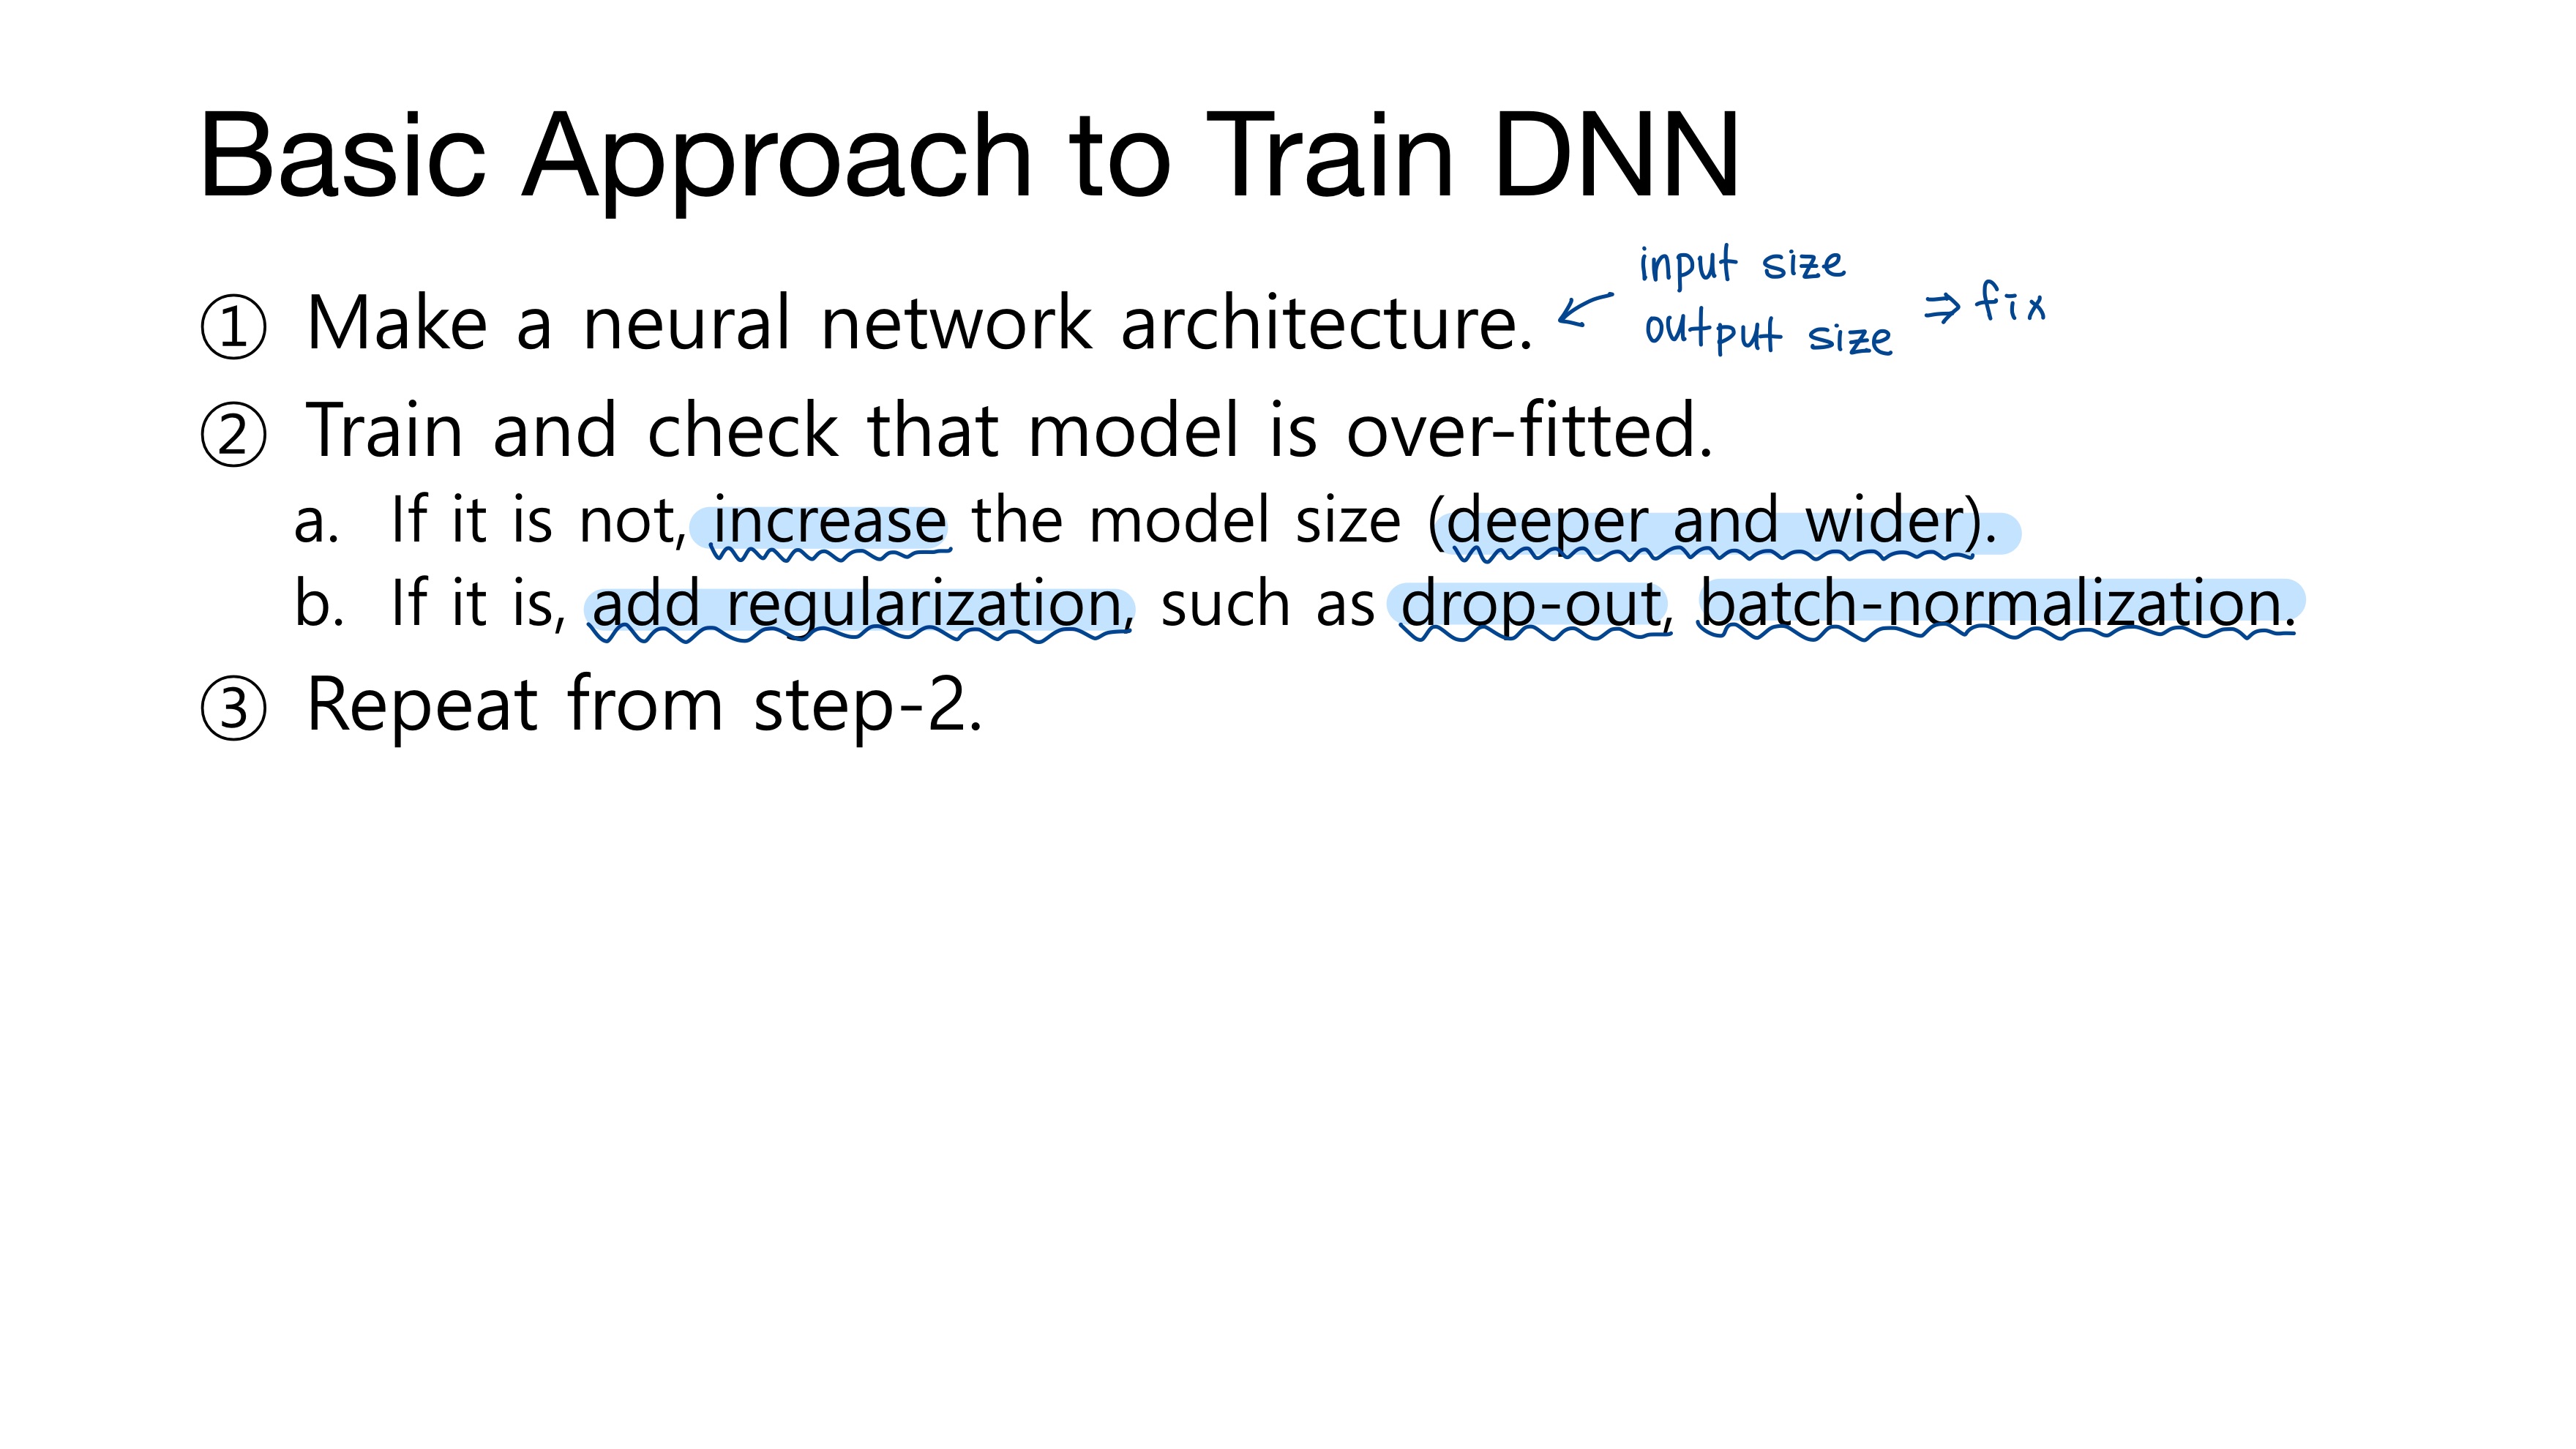 Basic Approach to Train DNN
input size
① Make a neural network architecture. ← output size ⇒ fix
② Train and check that model is over-fitted.
a. If it is not, increase the model size (deeper and wider).
b. If it is, add regularization, such as drop-out, batch-normalization.
③ Repeat from step-2.